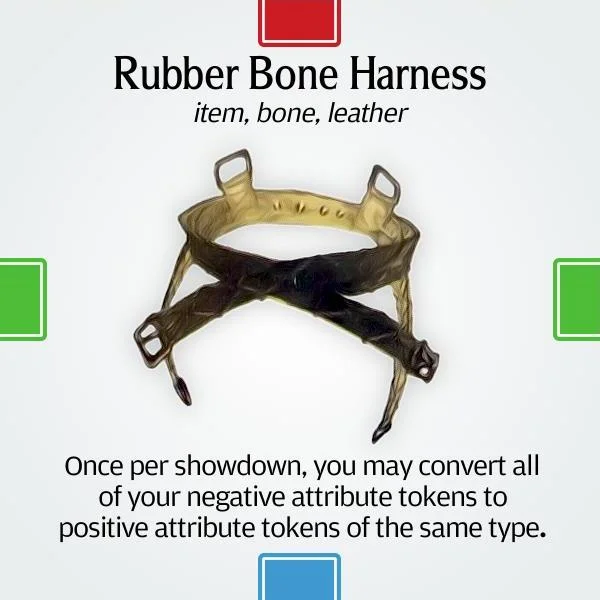 Rubber Bone Harness
item, bone, leather
Once per showdown, you may convert all
of your negative attribute tokens to
positive attribute tokens of the same type.